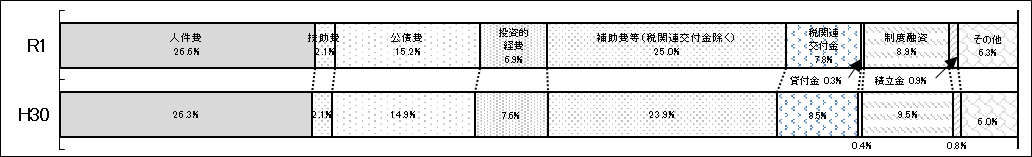 R1
人件費
26.6%
扶助費
2.1%
公債費
15.2%
投資的
経費
6.9%
補助費等(税関連交付金除く)
25.0%
税関連
交付金
7.8%
制度融資
8.9%
その他
6.3%
貸付金 0.3%
積立金 0.9%
H30
26.3%
2.1%
14.9%
7.6%
23.9%
8.5%
9.5%
6.0%
0.4%
0.8%